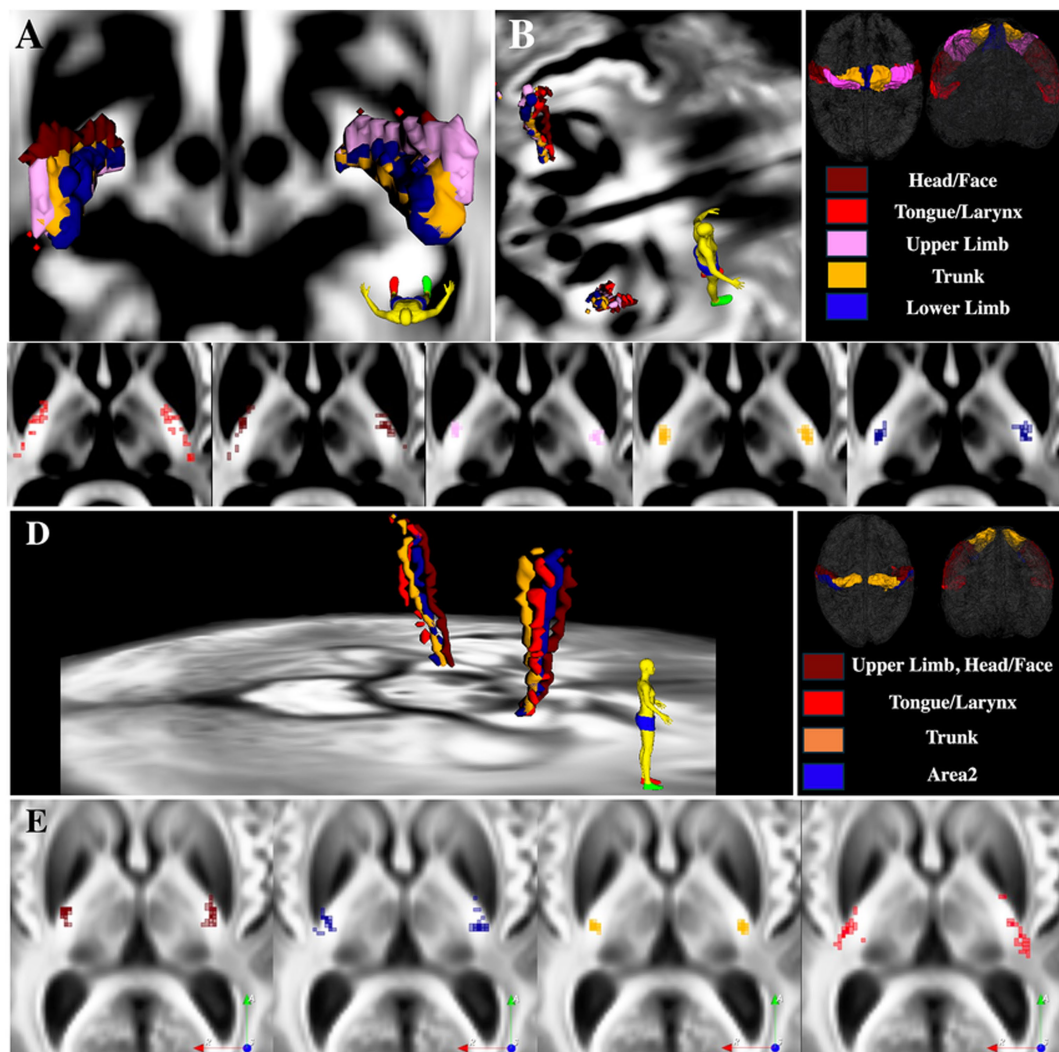 A
B
Head/Face
Tongue/Larynx
Upper Limb
Trunk
Lower Limb
D
Upper Limb, Head/Face
Tongue/Larynx
Trunk
Area2
E